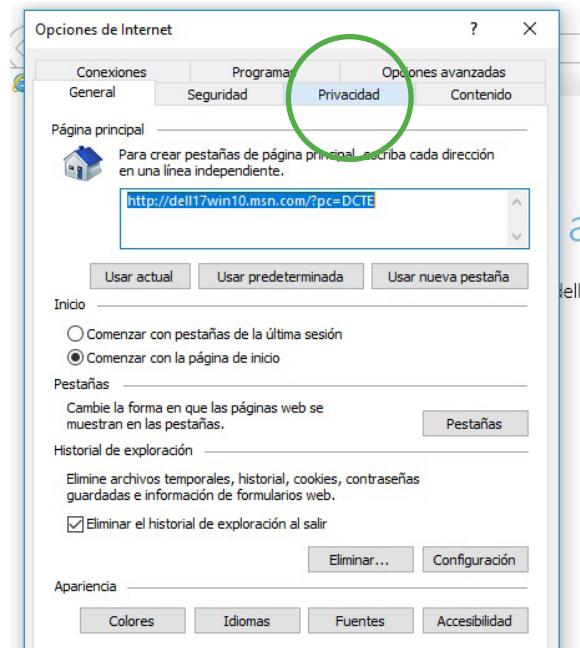 Opciones de Internet ? X
Conexiones Programas Opciones avanzadas
General Seguridad Privacidad Contenido
Página principal
Para crear pestañas de página principal, escriba cada dirección
en una línea independiente.
http://dell17win10.msn.com/?pc=DCTE
Usar actual Usar predeterminada Usar nueva pestaña
Inicio
Comenzar con pestañas de la última sesión
Comenzar con la página de inicio
Pestañas
Cambie la forma en que las páginas web se
muestran en las pestañas.
Pestañas
Historial de exploración
Elimine archivos temporales, historial, cookies, contraseñas
guardadas e información de formularios web.
Eliminar el historial de exploración al salir
Eliminar... Configuración
Apariencia
Colores Idiomas Fuentes Accesibilidad